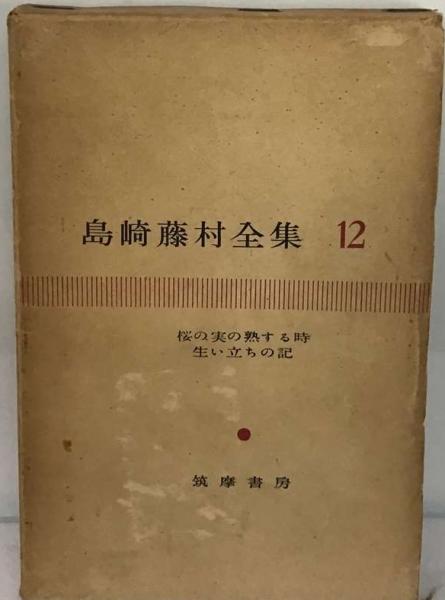 島崎藤村全集 12
桜の実の熟する時
生い立ちの記
筑摩書房